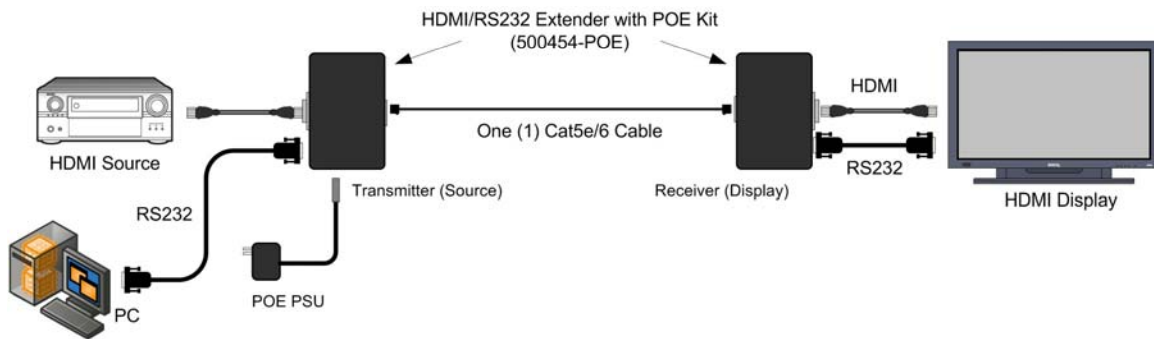 HDMI/RS232 Extender with POE Kit
(500454-POE)
HDMI
One (1) Cat5e/6 Cable
HDMI Source
RS232
Transmitter (Source)
Receiver (Display)
HDMI Display
RS232
POE PSU
PC